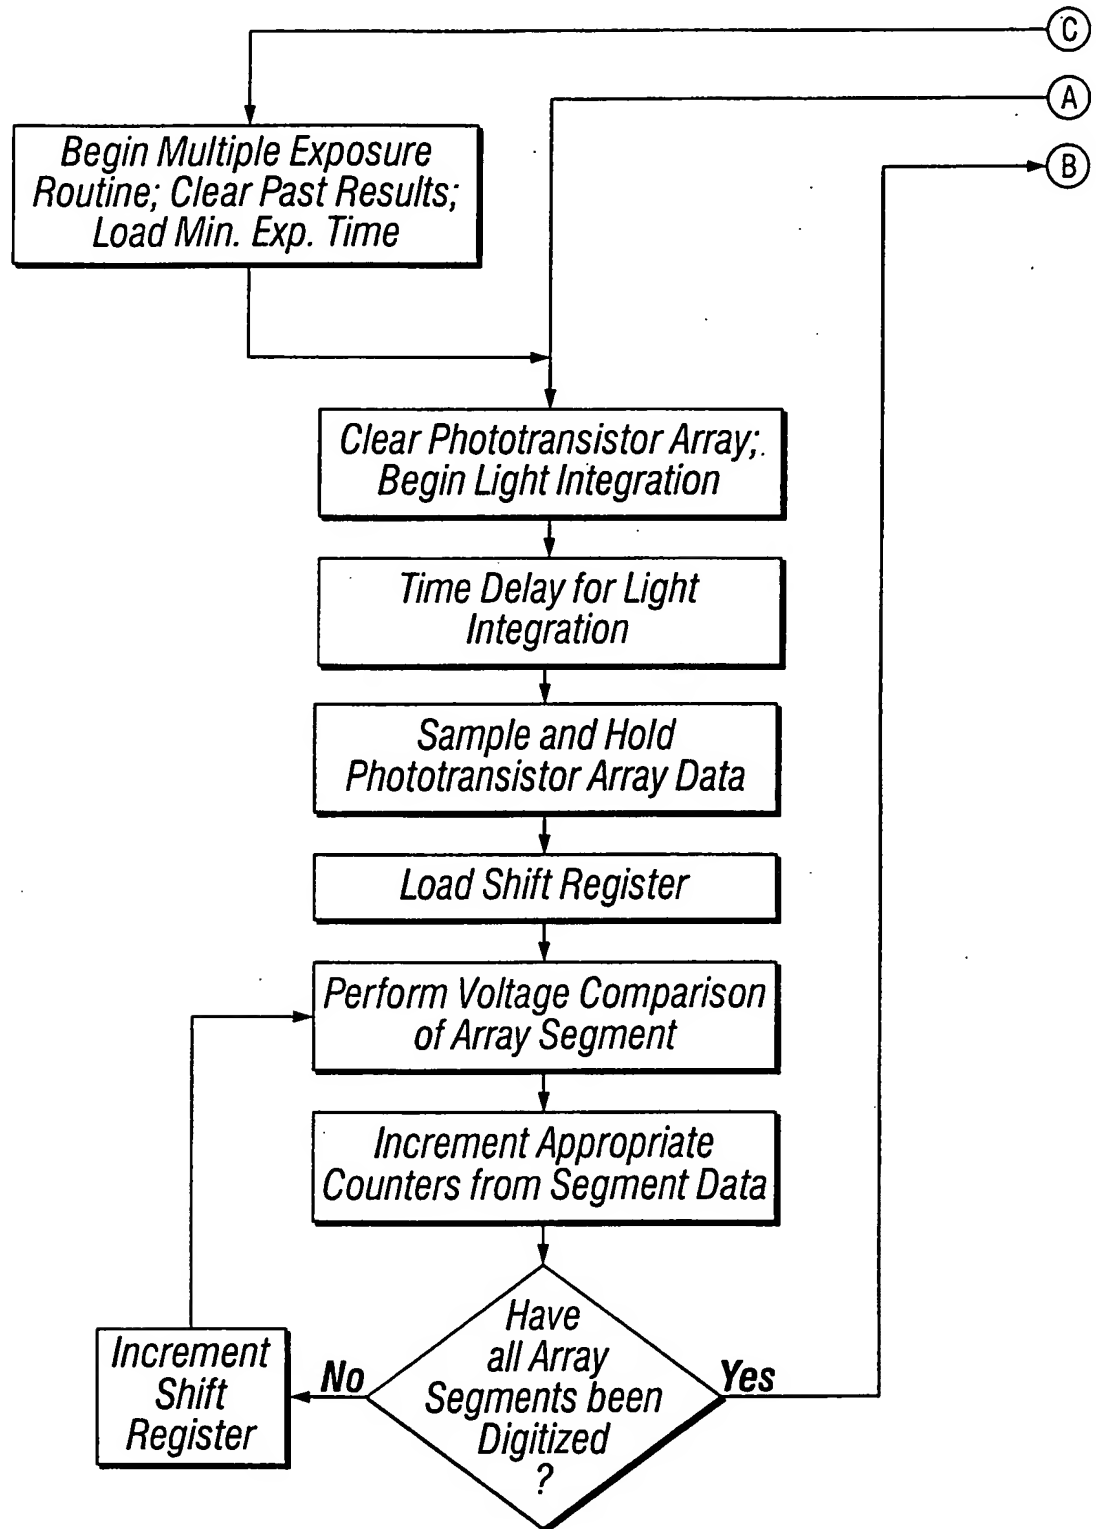 C
A
B
Begin Multiple Exposure
Routine; Clear Past Results;
Load Min. Exp. Time
Clear Phototransistor Array;
Begin Light Integration
Time Delay for Light
Integration
Sample and Hold
Phototransistor Array Data
Load Shift Register
Perform Voltage Comparison
of Array Segment
Increment Appropriate
Counters from Segment Data
Have
all Array
Segments been
Digitized
?
No
Yes
Increment
Shift
Register